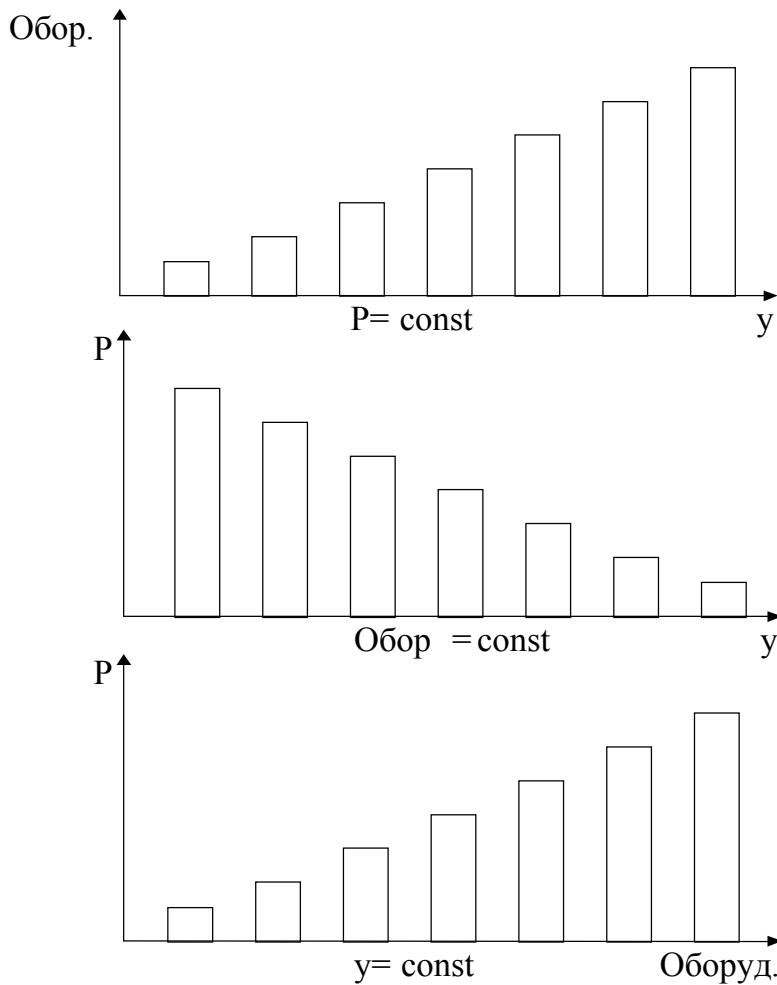 Обор.
P= const
y
P
Обор = const
y
P
y= const
Оборуд.